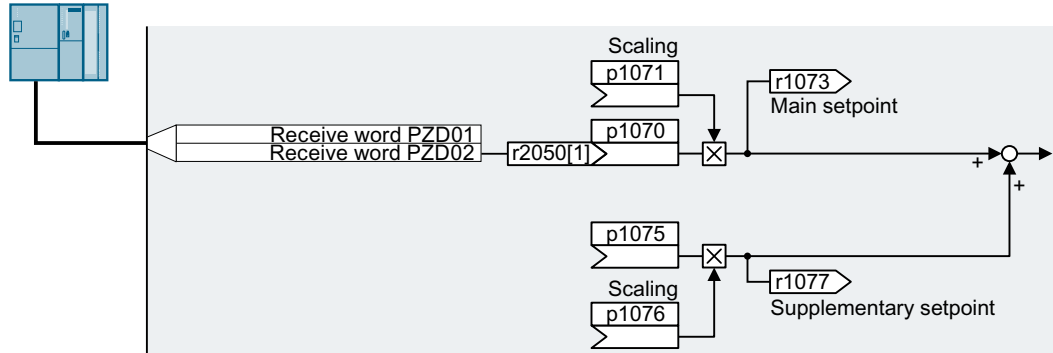 Scaling
p1071
r1073
Main setpoint
Receive word PZD01
Receive word PZD02
r2050[1]
p1070
+
+
p1075
r1077
Supplementary setpoint
Scaling
p1076